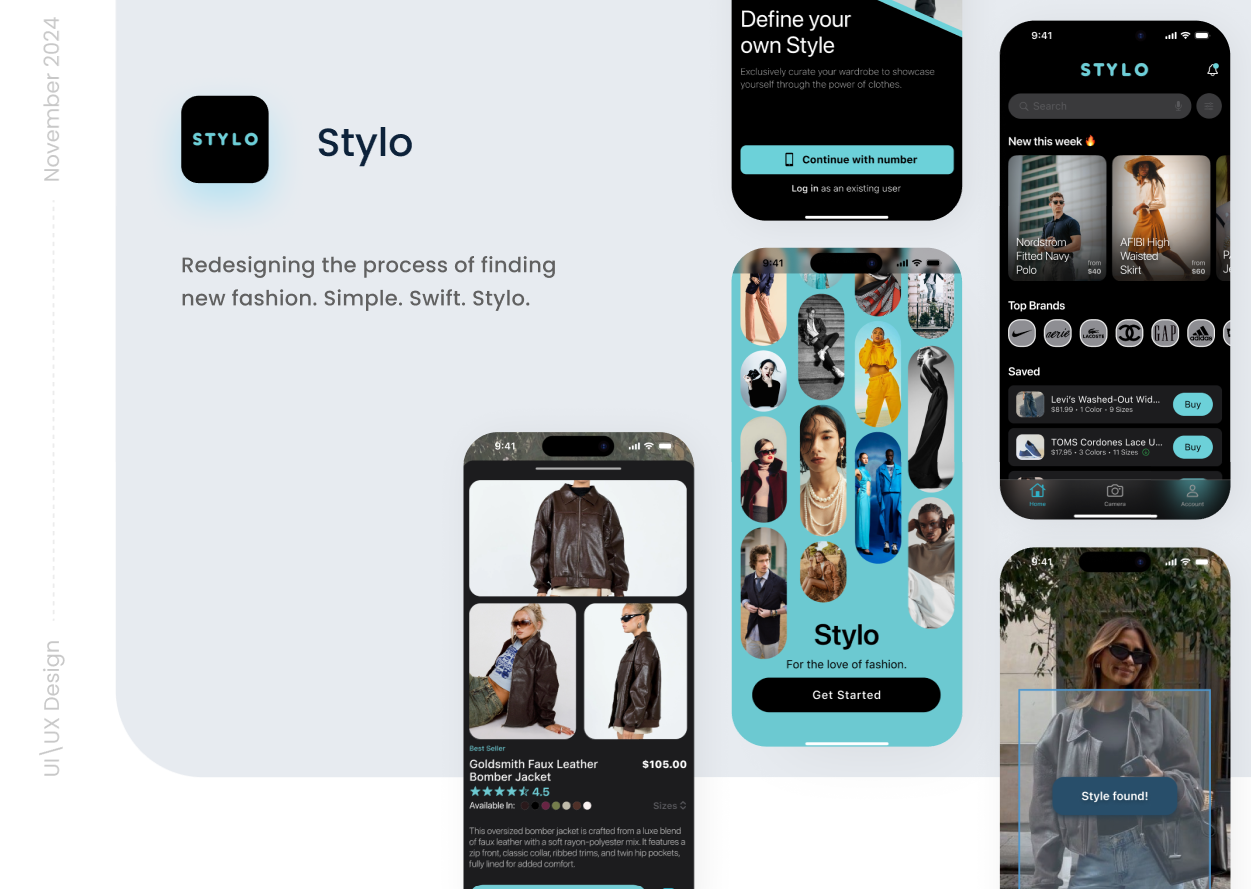 November 2024
UI\UX Design
STYLO
Stylo
Redesigning the process of finding
new fashion. Simple. Swift. Stylo.
Define your
own Style
Exclusively curate your wardrobe to showcase
yourself through the power of clothes.
Continue with number
Log in as an existing user
9:41
STYLO
Search
New this week 🔥
Nordstrom
Fitted Navy
Polo
from
$40
AFIBI High
Waisted
Skirt
from
$60
Top Brands
aerie
LACOSTE
GAP
adidas
Saved
Levi's Washed-Out Wid...
$81.99 • 1 Color • 9 Sizes
Buy
TOMS Cordones Lace U...
$17.95 • 3 Colors • 11 Sizes
Buy
Home
Camera
Account
9:41
Stylo
For the love of fashion.
Get Started
9:41
Best Seller
Goldsmith Faux Leather
Bomber Jacket
$105.00
4.5
Available In:
Sizes
This oversized bomber jacket is crafted from a luxe blend
of faux leather with a soft rayon-polyester mix. It features a
zip front, classic collar, ribbed trims, and twin hip pockets,
fully lined for added comfort.
9:41
Style found!